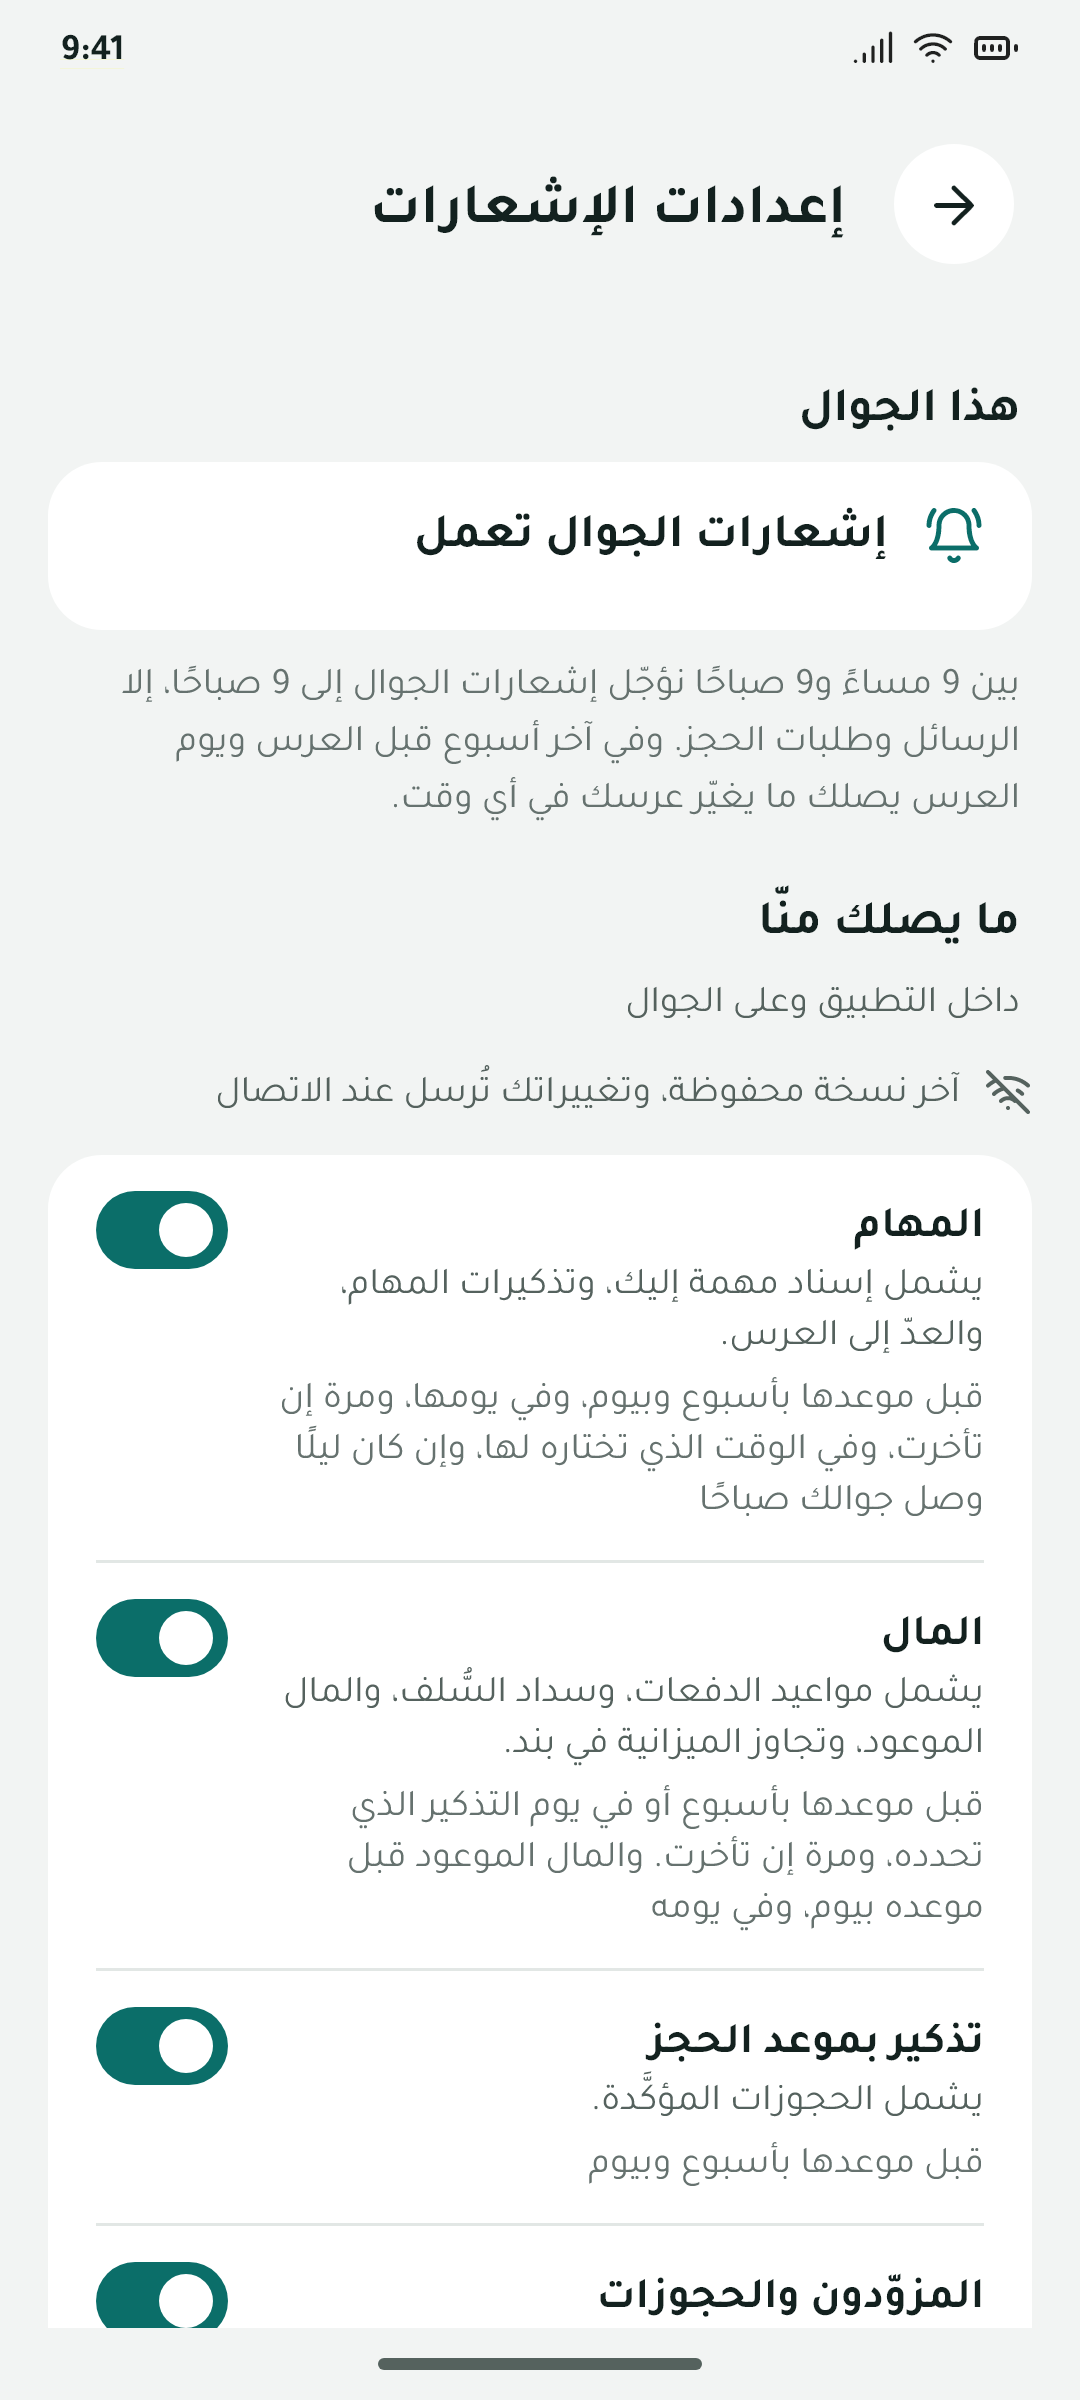 9:41
إعدادات الإشعارات
هذا الجوال
إشعارات الجوال تعمل
بين 9 مساءً و9 صباحًا نؤجّل إشعارات الجوال إلى 9 صباحًا، إلا
الرسائل وطلبات الحجز. وفي آخر أسبوع قبل العرس ويوم
العرس يصلك ما يغيّر عرسك في أي وقت.
ما يصلك منّا
داخل التطبيق وعلى الجوال
آخر نسخة محفوظة، وتغييراتك تُرسل عند الاتصال
المهام
يشمل إسناد مهمة إليك، وتذكيرات المهام،
والعدّ إلى العرس.
قبل موعدها بأسبوع وبيوم، وفي يومها، ومرة إن
تأخرت، وفي الوقت الذي تختاره لها، وإن كان ليلًا
وصل جوالك صباحًا
المال
يشمل مواعيد الدفعات، وسداد السُّلف، والمال
الموعود، وتجاوز الميزانية في بند.
قبل موعدها بأسبوع أو في يوم التذكير الذي
تحدده، ومرة إن تأخرت. والمال الموعود قبل
موعده بيوم، وفي يومه
تذكير بموعد الحجز
يشمل الحجوزات المؤكَّدة.
قبل موعدها بأسبوع وبيوم
المزوّدون والحجوزات